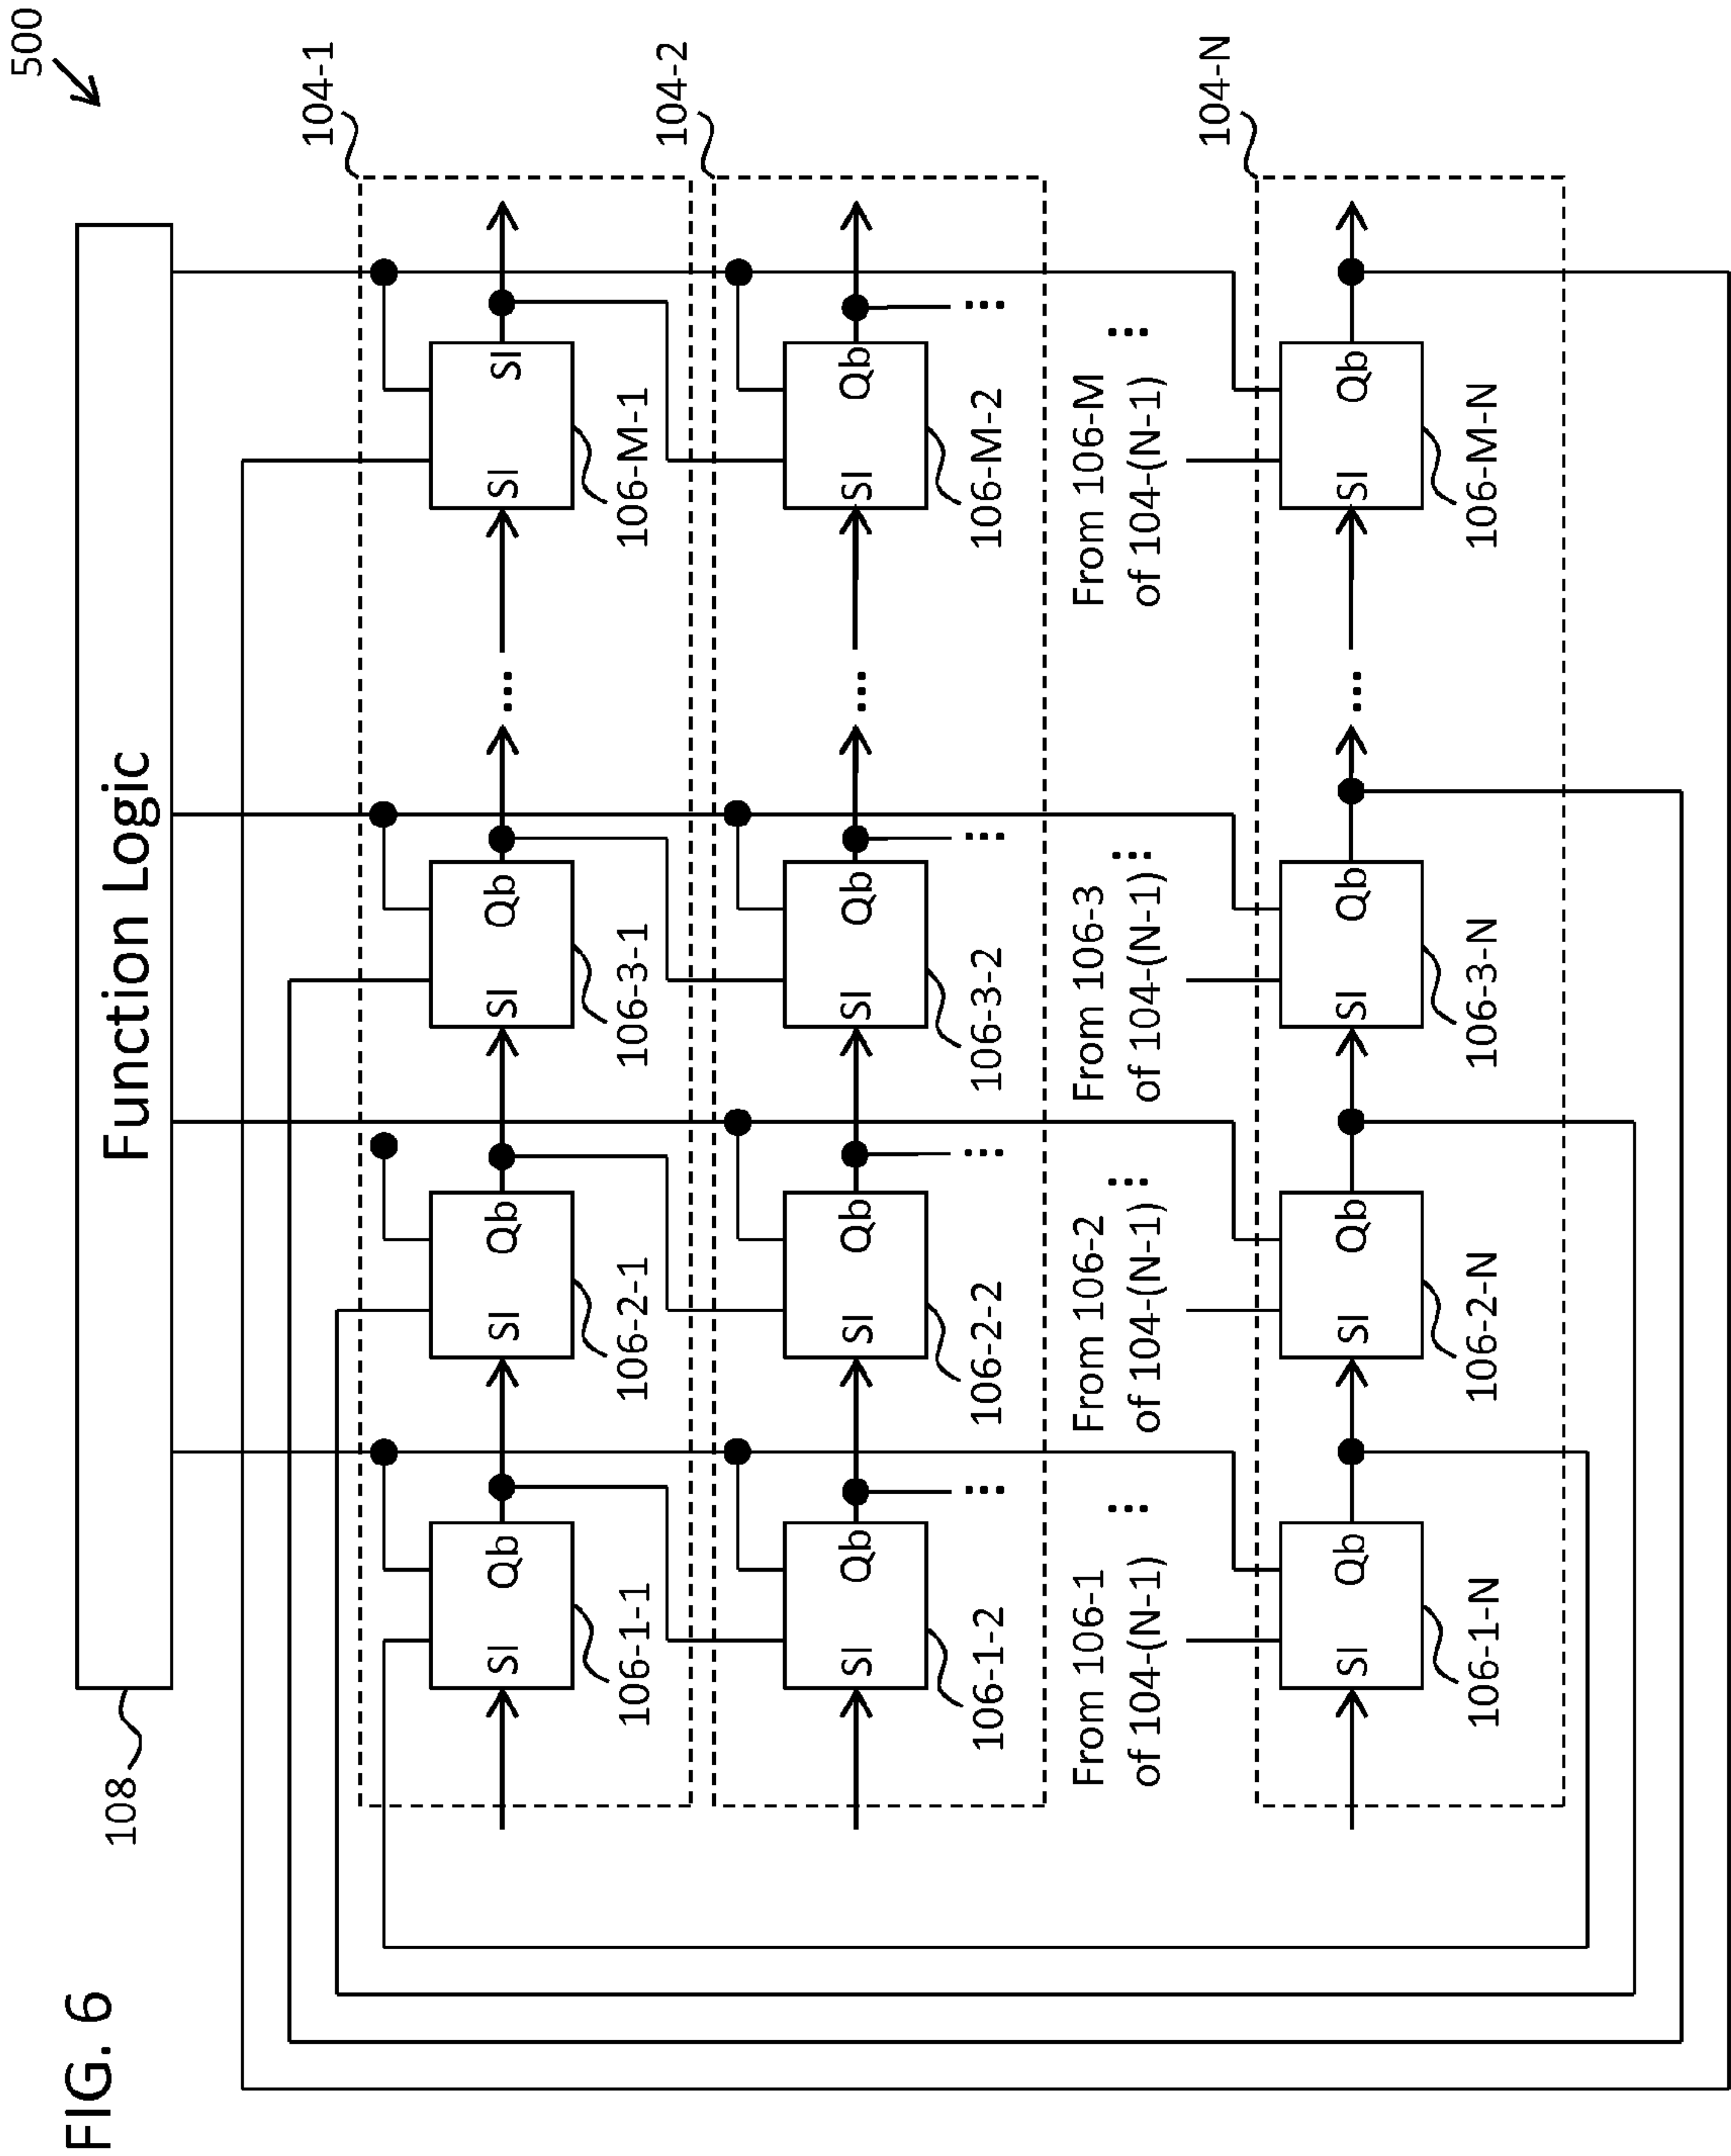 FIG. 6
500
108
Function Logic
104-1
SI Qb
SI Qb
SI Qb
SI SI
106-1-1
106-2-1
106-3-1
106-M-1
...
104-2
SI Qb
SI Qb
SI Qb
SI Qb
106-1-2
106-2-2
106-3-2
106-M-2
...
... ... ... ...
From 106-1
of 104-(N-1)
...
From 106-2
of 104-(N-1)
...
From 106-3
of 104-(N-1)
...
From 106-M
of 104-(N-1)
...
104-N
SI Qb
SI Qb
SI Qb
SI Qb
106-1-N
106-2-N
106-3-N
106-M-N
...